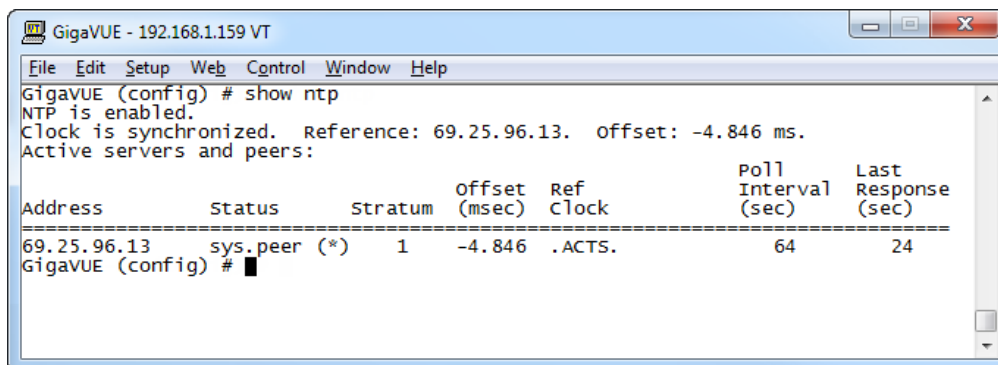 GigaVUE - 192.168.1.159 VT
File Edit Setup Web Control Window Help
GigaVUE (config) # show ntp
NTP is enabled.
Clock is synchronized.  Reference: 69.25.96.13.  Offset: -4.846 ms.
Active servers and peers:
Poll Last
Offset Ref Interval Response
Address Status Stratum (msec) Clock (sec) (sec)
==============================================================================
69.25.96.13 sys.peer (*) 1 -4.846 .ACTS. 64 24
GigaVUE (config) #